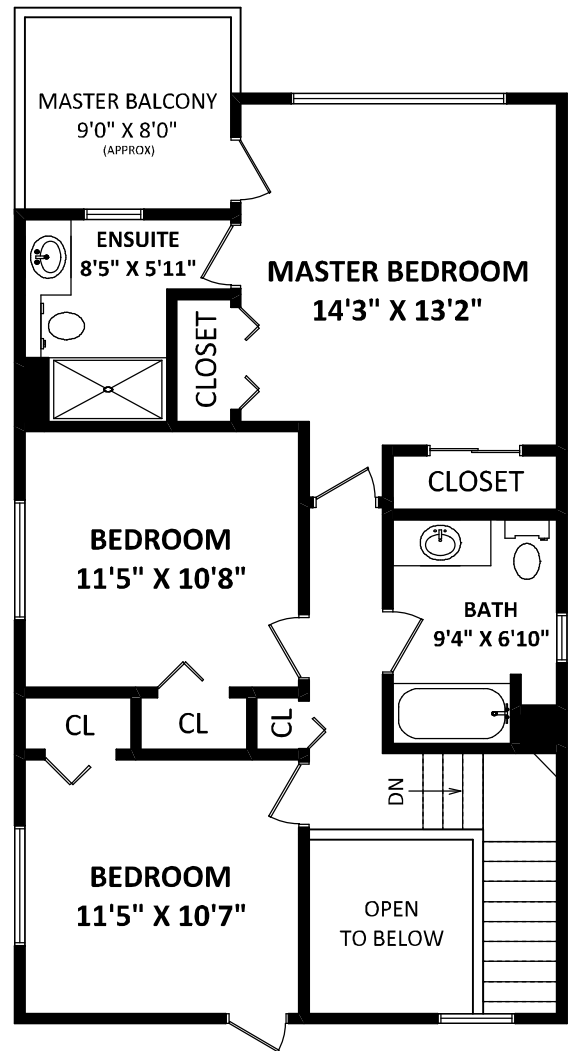 MASTER BALCONY
9'0" X 8'0"
(APPROX)
ENSUITE
8'5" X 5'11"
MASTER BEDROOM
14'3" X 13'2"
CLOSET
CLOSET
BEDROOM
11'5" X 10'8"
BATH
9'4" X 6'10"
CL
CL
CL
DN
BEDROOM
11'5" X 10'7"
OPEN
TO BELOW